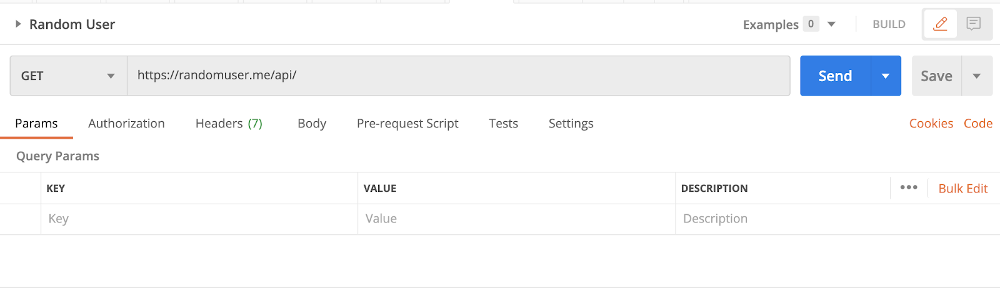 Random User Examples 0 BUILD
GET https://randomuser.me/api/ Send Save
Params Authorization Headers (7) Body Pre-request Script Tests Settings Cookies Code
Query Params
KEY VALUE DESCRIPTION ••• Bulk Edit
Key Value Description